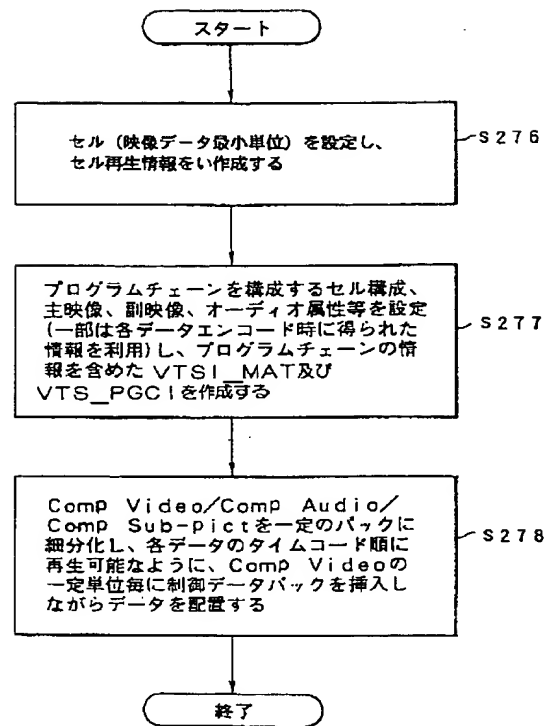 スタート
セル（映像データ最小単位）を設定し、
セル再生情報をい作成する
S276
プログラムチェーンを構成するセル構成、
主映像、副映像、オーディオ属性等を設定
(一部は各データエンコード時に得られた
情報を利用)し、プログラムチェーンの情
報を含めたVTSI_MAT及び
VTS_PGCIを作成する
S277
Comp Video/Comp Audio/
Comp Sub-pictを一定のパックに
細分化し、各データのタイムコード順に
再生可能なように、Comp Videoの
一定単位毎に制御データパックを挿入し
ながらデータを配置する
S278
終了